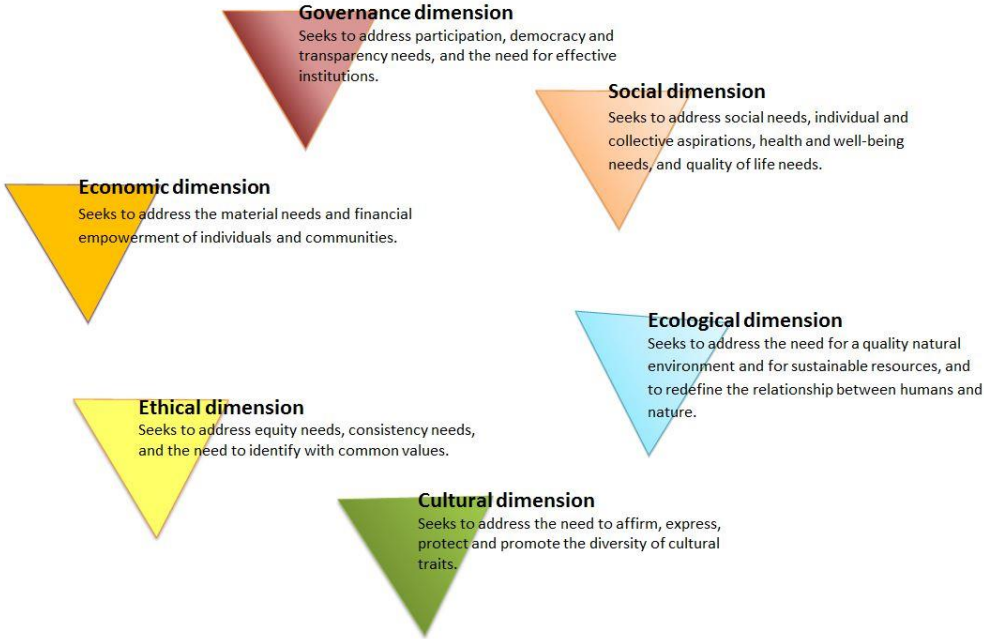 Governance dimension
Seeks to address participation, democracy and
transparency needs, and the need for effective
institutions.
Social dimension
Seeks to address social needs, individual and
collective aspirations, health and well-being
needs, and quality of life needs.
Economic dimension
Seeks to address the material needs and financial
empowerment of individuals and communities.
Ecological dimension
Seeks to address the need for a quality natural
environment and for sustainable resources, and
to redefine the relationship between humans and
nature.
Ethical dimension
Seeks to address equity needs, consistency needs,
and the need to identify with common values.
Cultural dimension
Seeks to address the need to affirm, express,
protect and promote the diversity of cultural
traits.